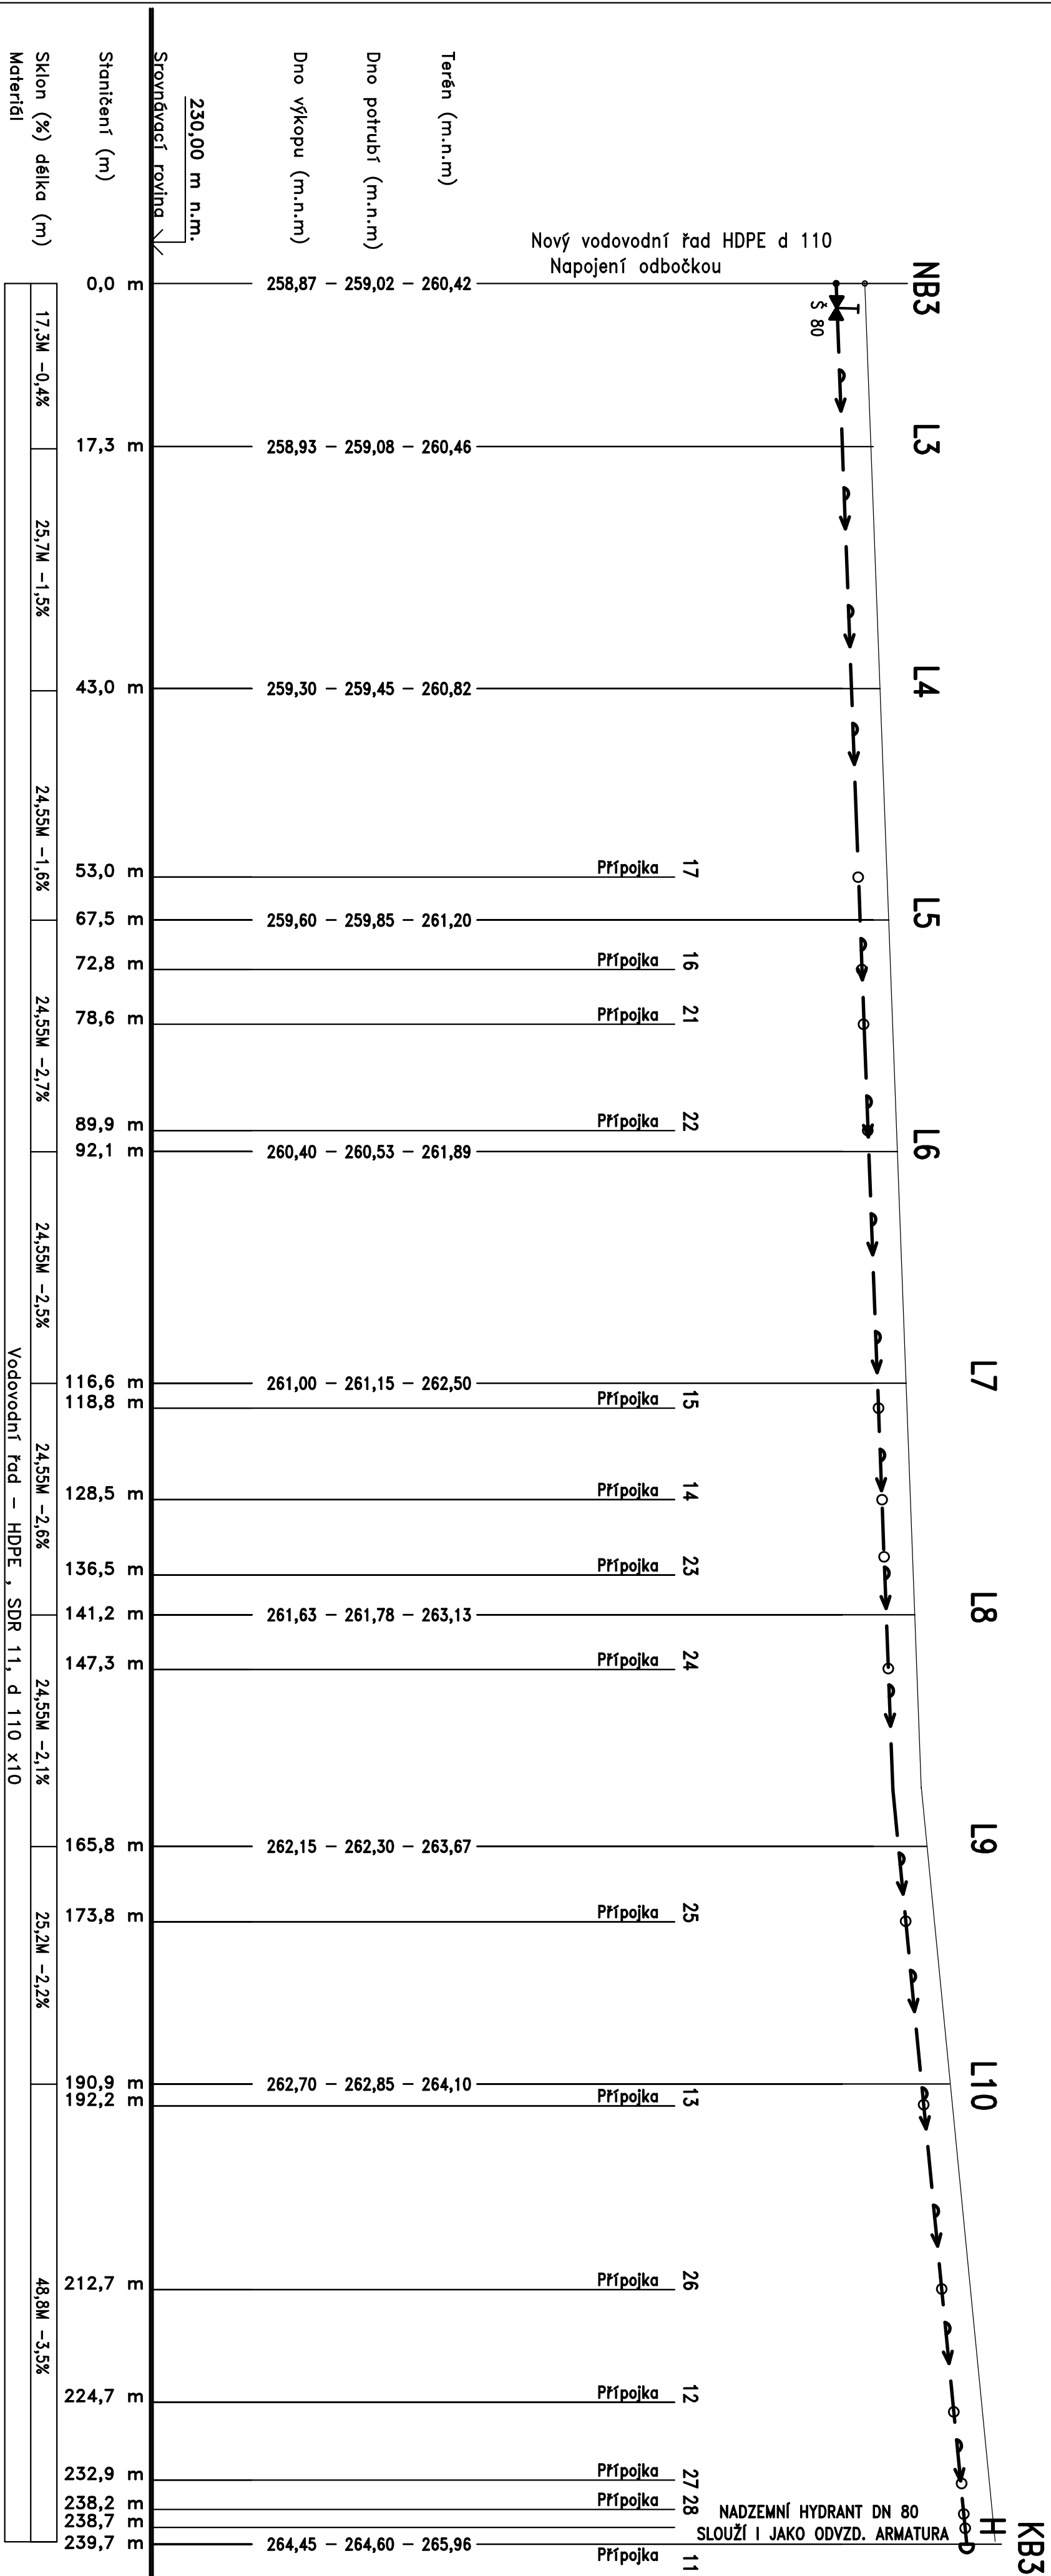 NB3
L3
L4
L5
L6
L7
L8
L9
L10
H
KB3
Nový vodovodní řad HDPE d 110
Napojení odbočkou
Š 80
NADZEMNÍ HYDRANT DN 80
SLOUŽÍ I JAKO ODVZD. ARMATURA
Terén (m.n.m)
Dno potrubí (m.n.m)
Dno výkopu (m.n.m)
230,00 m n.m.
Srovnávací rovina
Staničení (m)
Sklon (%) délka (m)
Materiál
0,0 m 258,87 – 259,02 – 260,42
17,3 m 258,93 – 259,08 – 260,46
43,0 m 259,30 – 259,45 – 260,82
53,0 m Přípojka 17
67,5 m 259,60 – 259,85 – 261,20
72,8 m Přípojka 16
78,6 m Přípojka 21
89,9 m Přípojka 22
92,1 m 260,40 – 260,53 – 261,89
116,6 m 261,00 – 261,15 – 262,50
118,8 m Přípojka 15
128,5 m Přípojka 14
136,5 m Přípojka 23
141,2 m 261,63 – 261,78 – 263,13
147,3 m Přípojka 24
165,8 m 262,15 – 262,30 – 263,67
173,8 m Přípojka 25
190,9 m 262,70 – 262,85 – 264,10
192,2 m Přípojka 13
212,7 m Přípojka 26
224,7 m Přípojka 12
232,9 m Přípojka 27
238,2 m Přípojka 28
238,7 m
239,7 m 264,45 – 264,60 – 265,96
Přípojka 11
17,3M –0,4%
25,7M –1,5%
24,55M –1,6%
24,55M –2,7%
24,55M –2,5%
24,55M –2,6%
24,55M –2,1%
25,2M –2,2%
48,8M –3,5%
Vodovodní řad – HDPE , SDR 11, d 110 x10